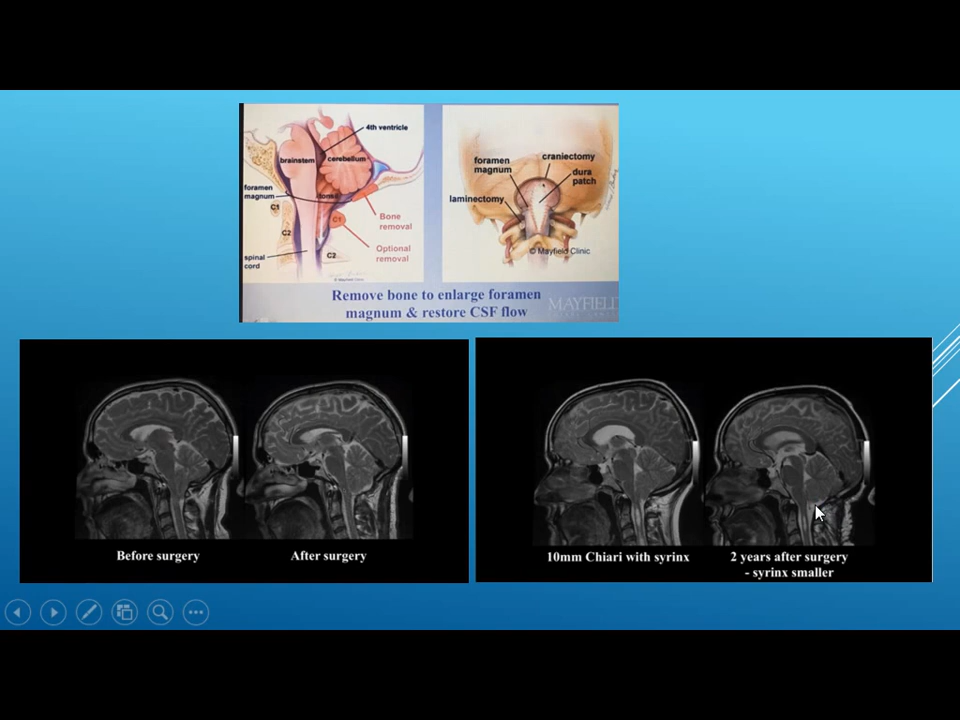 4th ventricle
brainstem
cerebellum
foramen
magnum
tonsil
C1
C1
C2
C2
Bone
removal
Optional
removal
spinal
cord
foramen
magnum
craniectomy
dura
patch
laminectomy
© Mayfield Clinic
Remove bone to enlarge foramen
magnum & restore CSF flow
MAYFIELD
Before surgery
After surgery
10mm Chiari with syrinx
2 years after surgery
- syrinx smaller